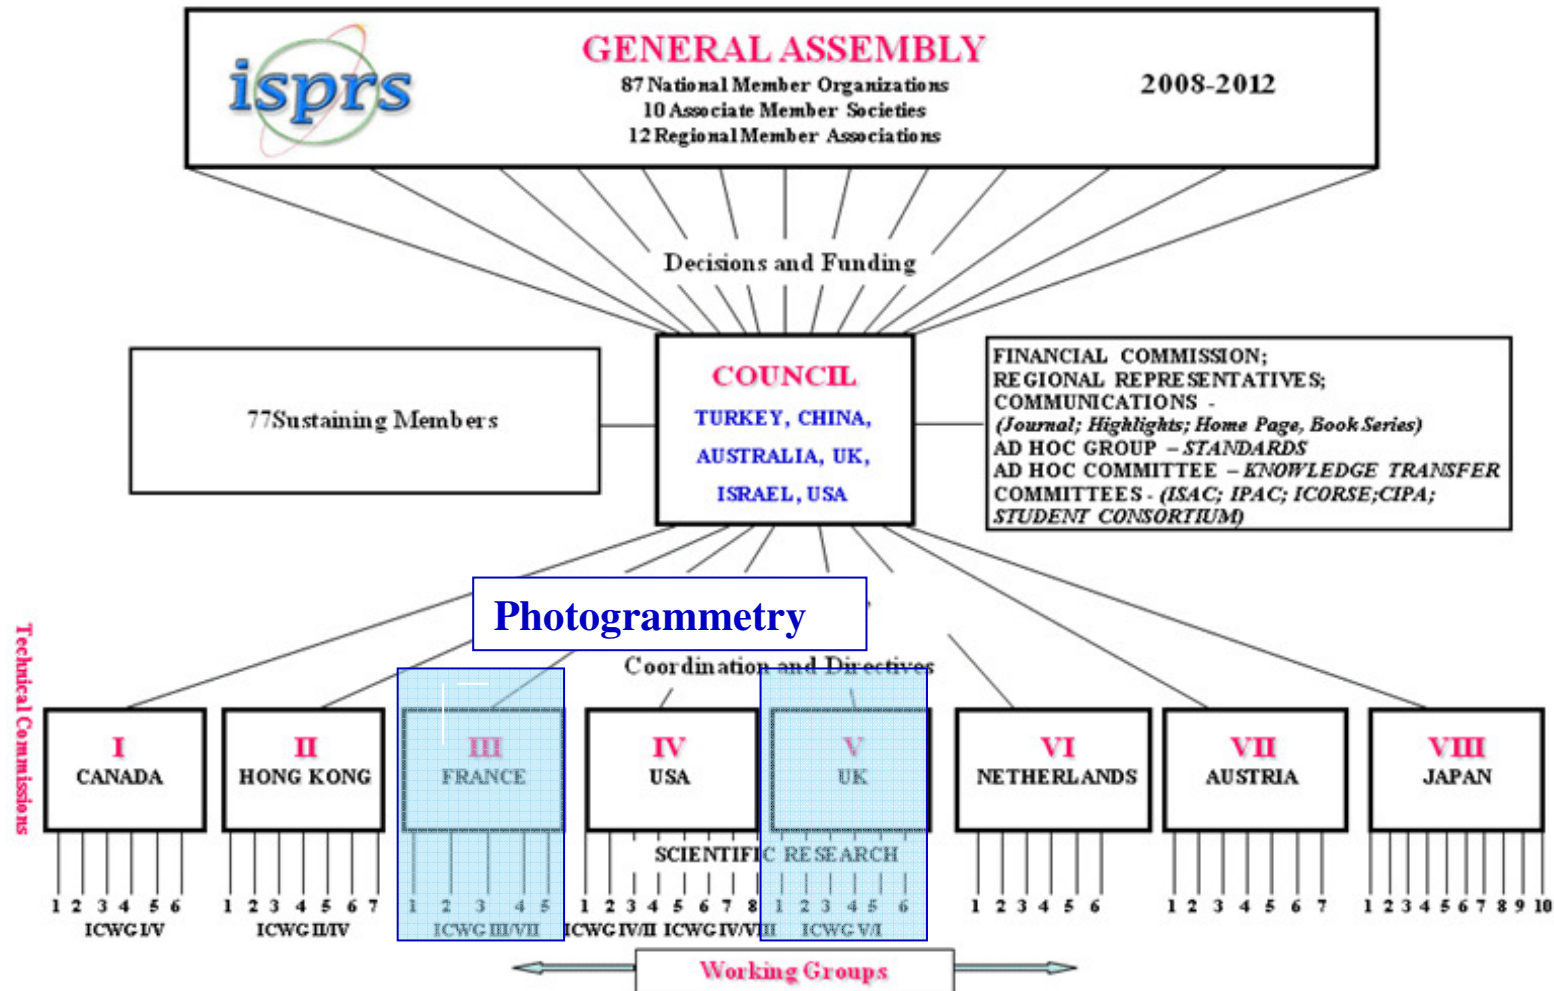 isprs
GENERAL ASSEMBLY
87 National Member Organizations
10 Associate Member Societies
12 Regional Member Associations
2008-2012
Decisions and Funding
77Sustaining Members
COUNCIL
TURKEY, CHINA,
AUSTRALIA, UK,
ISRAEL, USA
FINANCIAL COMMISSION;
REGIONAL REPRESENTATIVES;
COMMUNICATIONS -
(Journal; Highlights; Home Page, Book Series)
AD HOC GROUP – STANDARDS
AD HOC COMMITTEE – KNOWLEDGE TRANSFER
COMMITTEES - (ISAC; IPAC; ICORSE;CIPA;
STUDENT CONSORTIUM)
Photogrammetry
Coordination and Directives
Technical Commissions
I
CANADA
II
HONG KONG
III
FRANCE
IV
USA
V
UK
VI
NETHERLANDS
VII
AUSTRIA
VIII
JAPAN
SCIENTIFIC RESEARCH
1 2 3 4 5 6
1 2 3 4 5 6 7
1 2 3 4 5
1 2 3 4 5 6 7 8
1 2 3 4 5 6
1 2 3 4 5 6
1 2 3 4 5 6 7
1 2 3 4 5 6 7 8 9 10
ICWG I/V
ICWG II/IV
ICWG III/VII
ICWG IV/II
ICWG IV/VIII
ICWG V/I
Working Groups